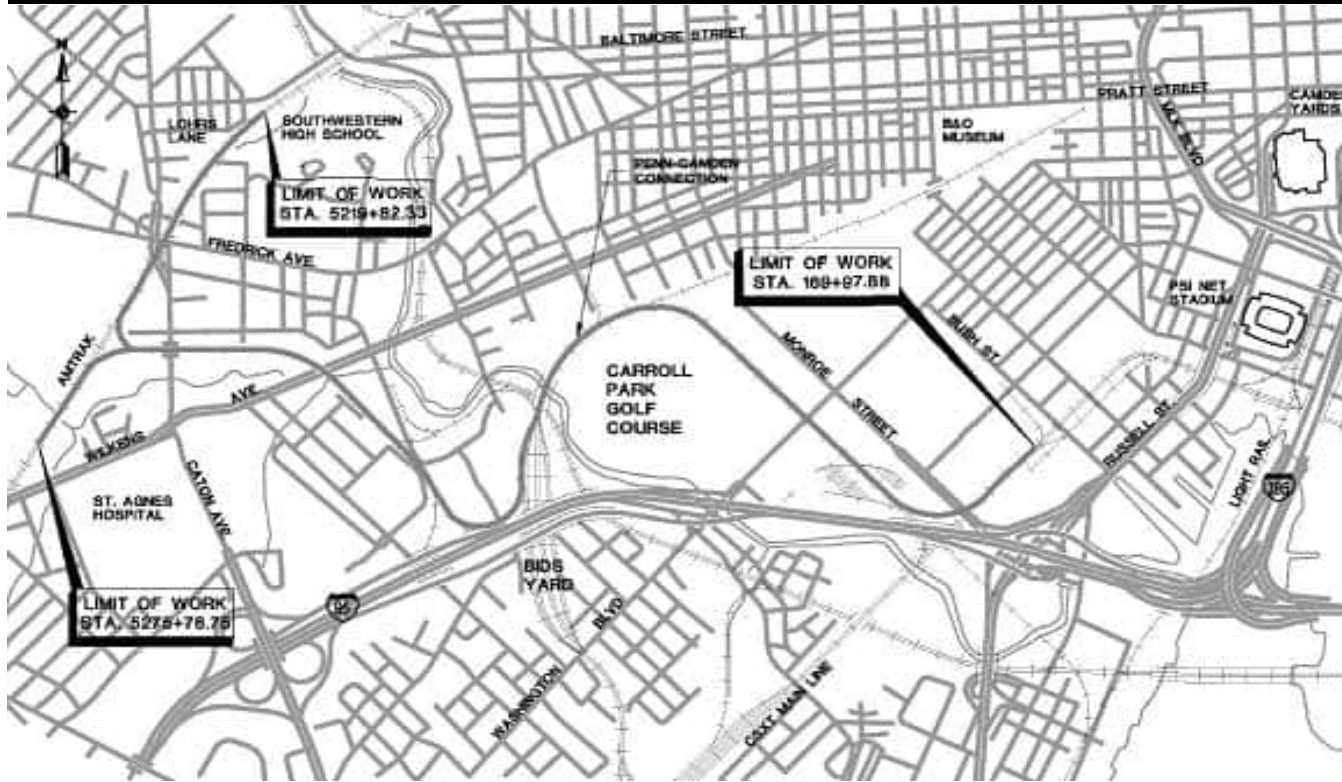 N
BALTIMORE STREET
PRATT STREET
CAMDEN
YARDS
MLK BLVD
LOHRS
LANE
SOUTHWESTERN
HIGH SCHOOL
B&O
MUSEUM
PENN-CAMDEN
CONNECTION
LIMIT OF WORK
STA. 5219+82.33
FREDRICK AVE
LIMIT OF WORK
STA. 169+97.88
PSI NET
STADIUM
BUSH ST.
MONROE
STREET
AMTRAK
CARROLL
PARK
GOLF
COURSE
WILKENS
AVE
RUSSELL ST.
LIGHT RAIL
395
CATON AVE
ST. AGNES
HOSPITAL
BIDS
YARD
95
LIMIT OF WORK
STA. 5275+76.75
WASHINGTON
BLVD
CSXT MAIN LINE